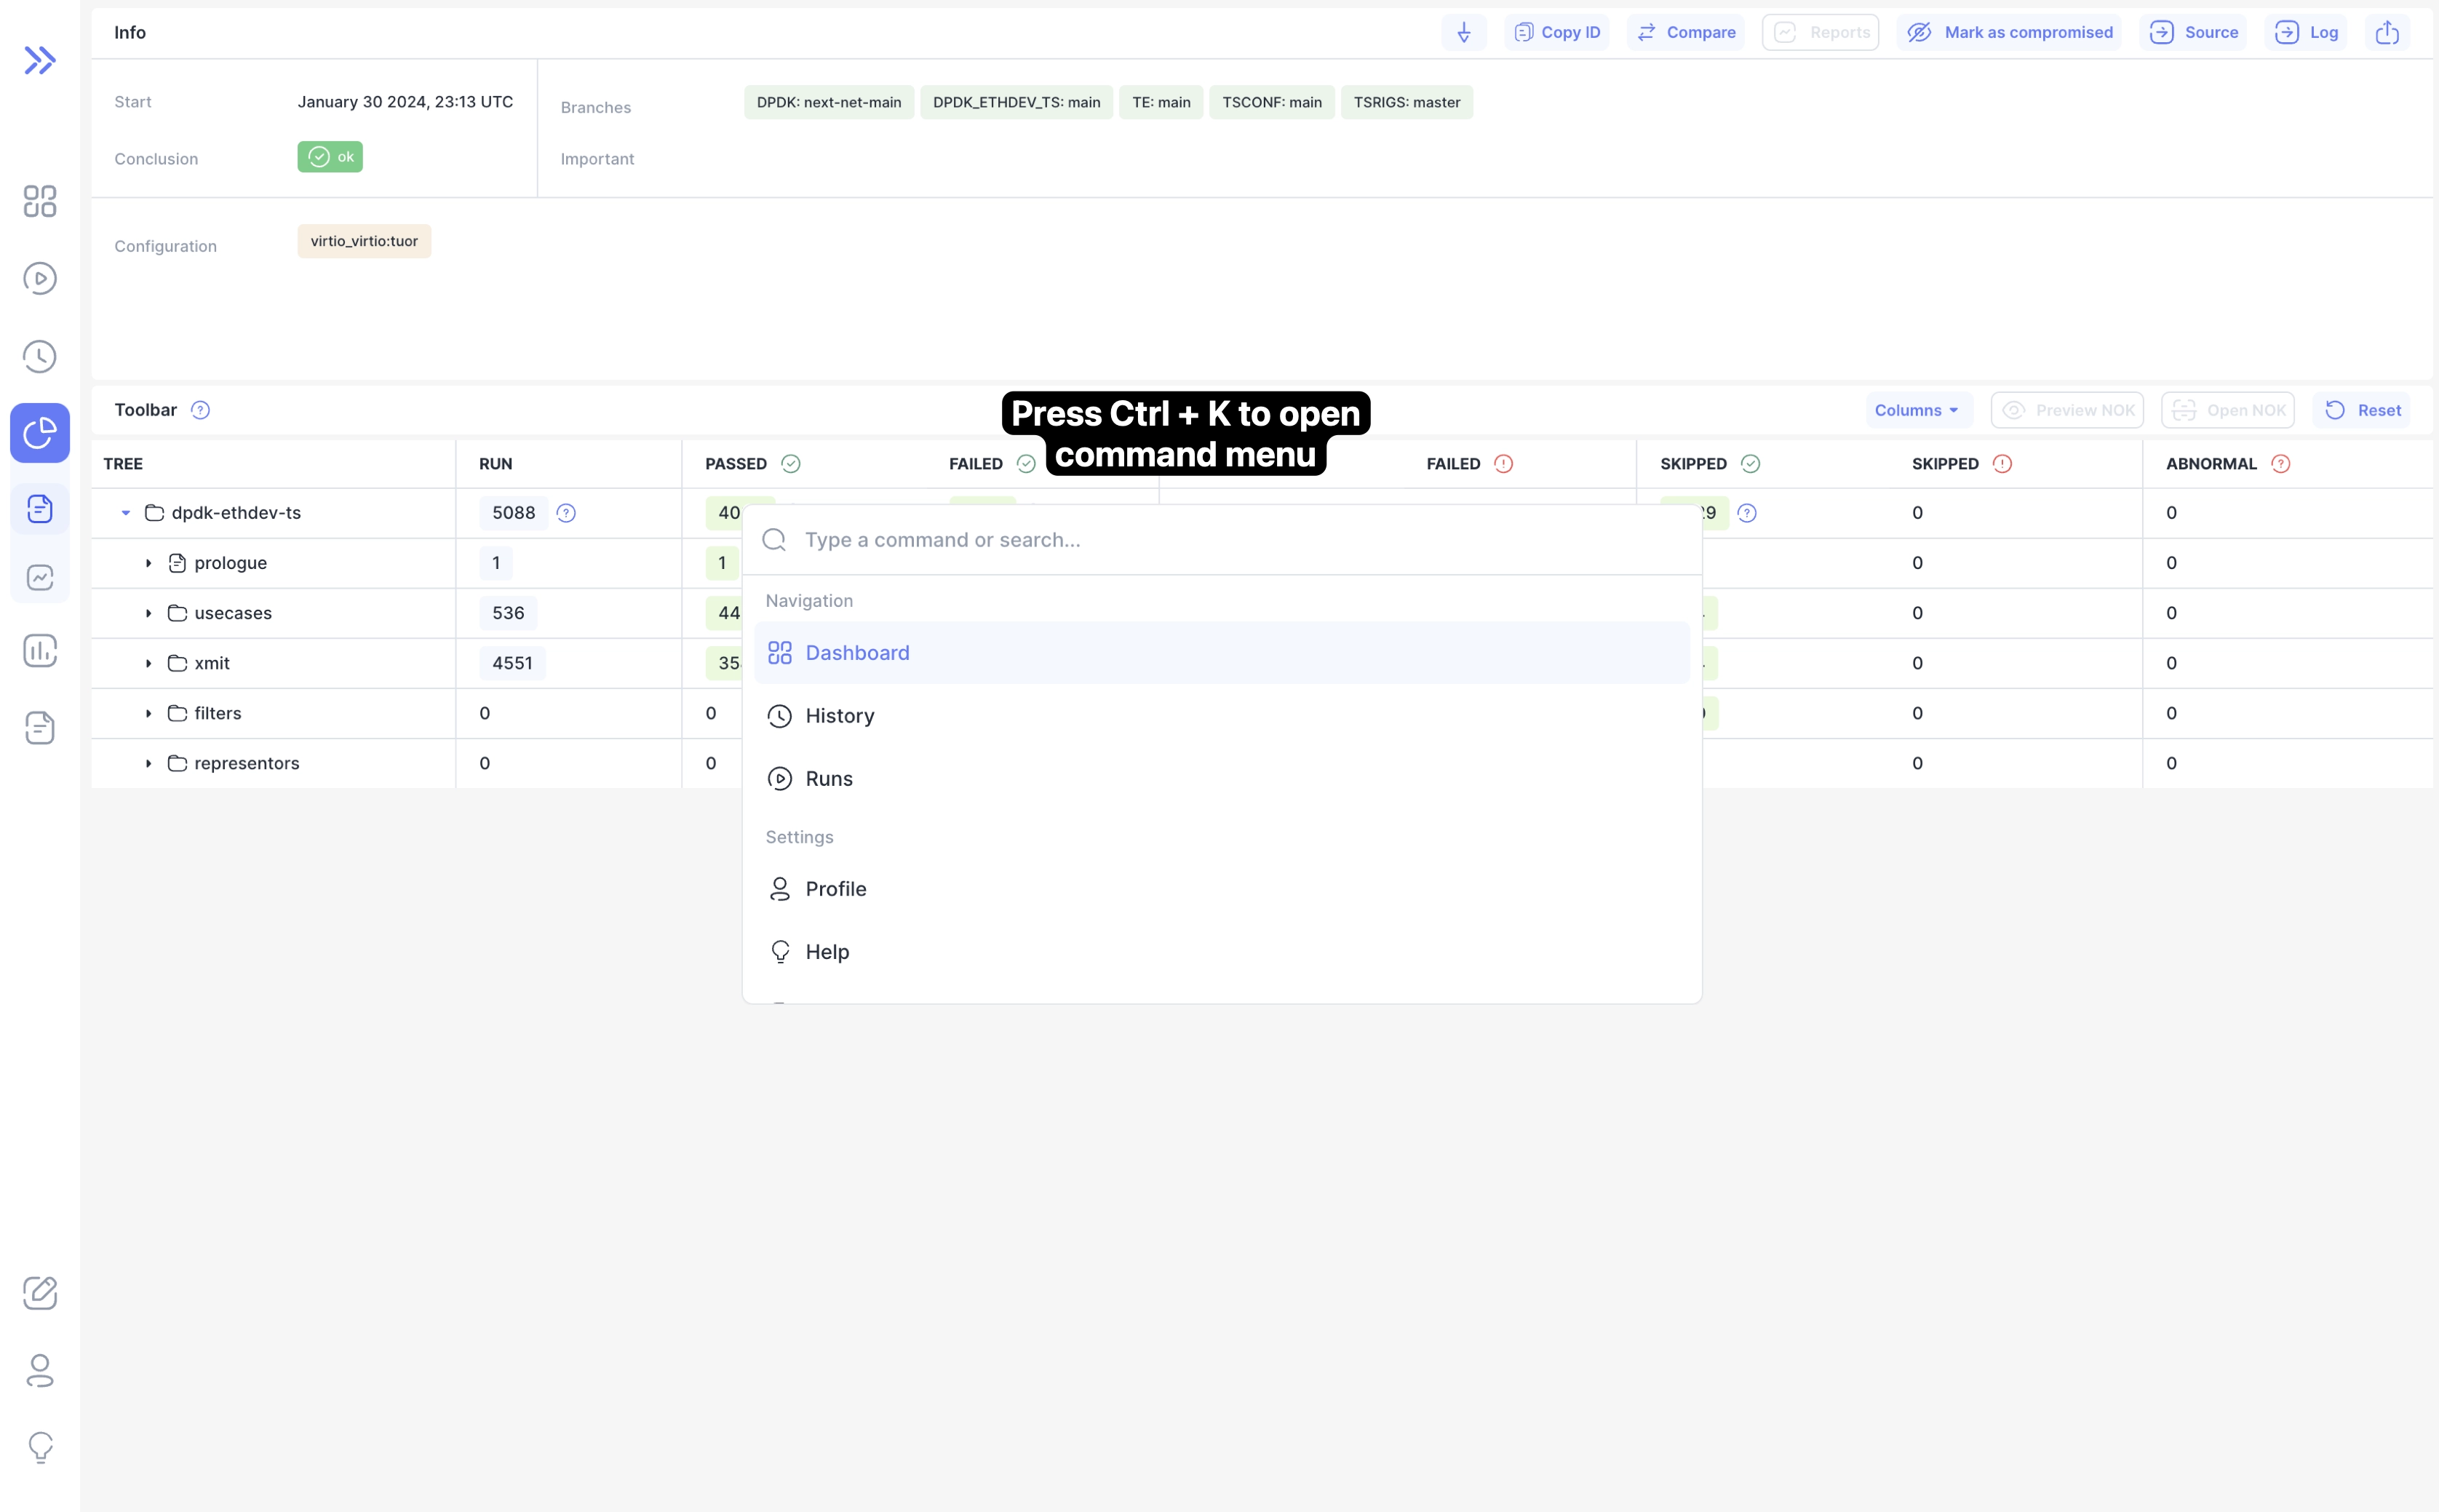 Info
Copy ID
Compare
Reports
Mark as compromised
Source
Log
Start January 30 2024, 23:13 UTC
Branches DPDK: next-net-main DPDK_ETHDEV_TS: main TE: main TSCONF: main TSRIGS: master
Conclusion ok
Important
Configuration virtio_virtio:tuor
Toolbar
Press Ctrl + K to open
command menu
Columns
Preview NOK
Open NOK
Reset
TREE RUN PASSED FAILED FAILED SKIPPED SKIPPED ABNORMAL
dpdk-ethdev-ts 5088 0 0
prologue 1 1 0 0
usecases 536 0 0
xmit 4551 0 0
filters 0 0 0 0
representors 0 0 0 0
Type a command or search...
Navigation
Dashboard
History
Runs
Settings
Profile
Help